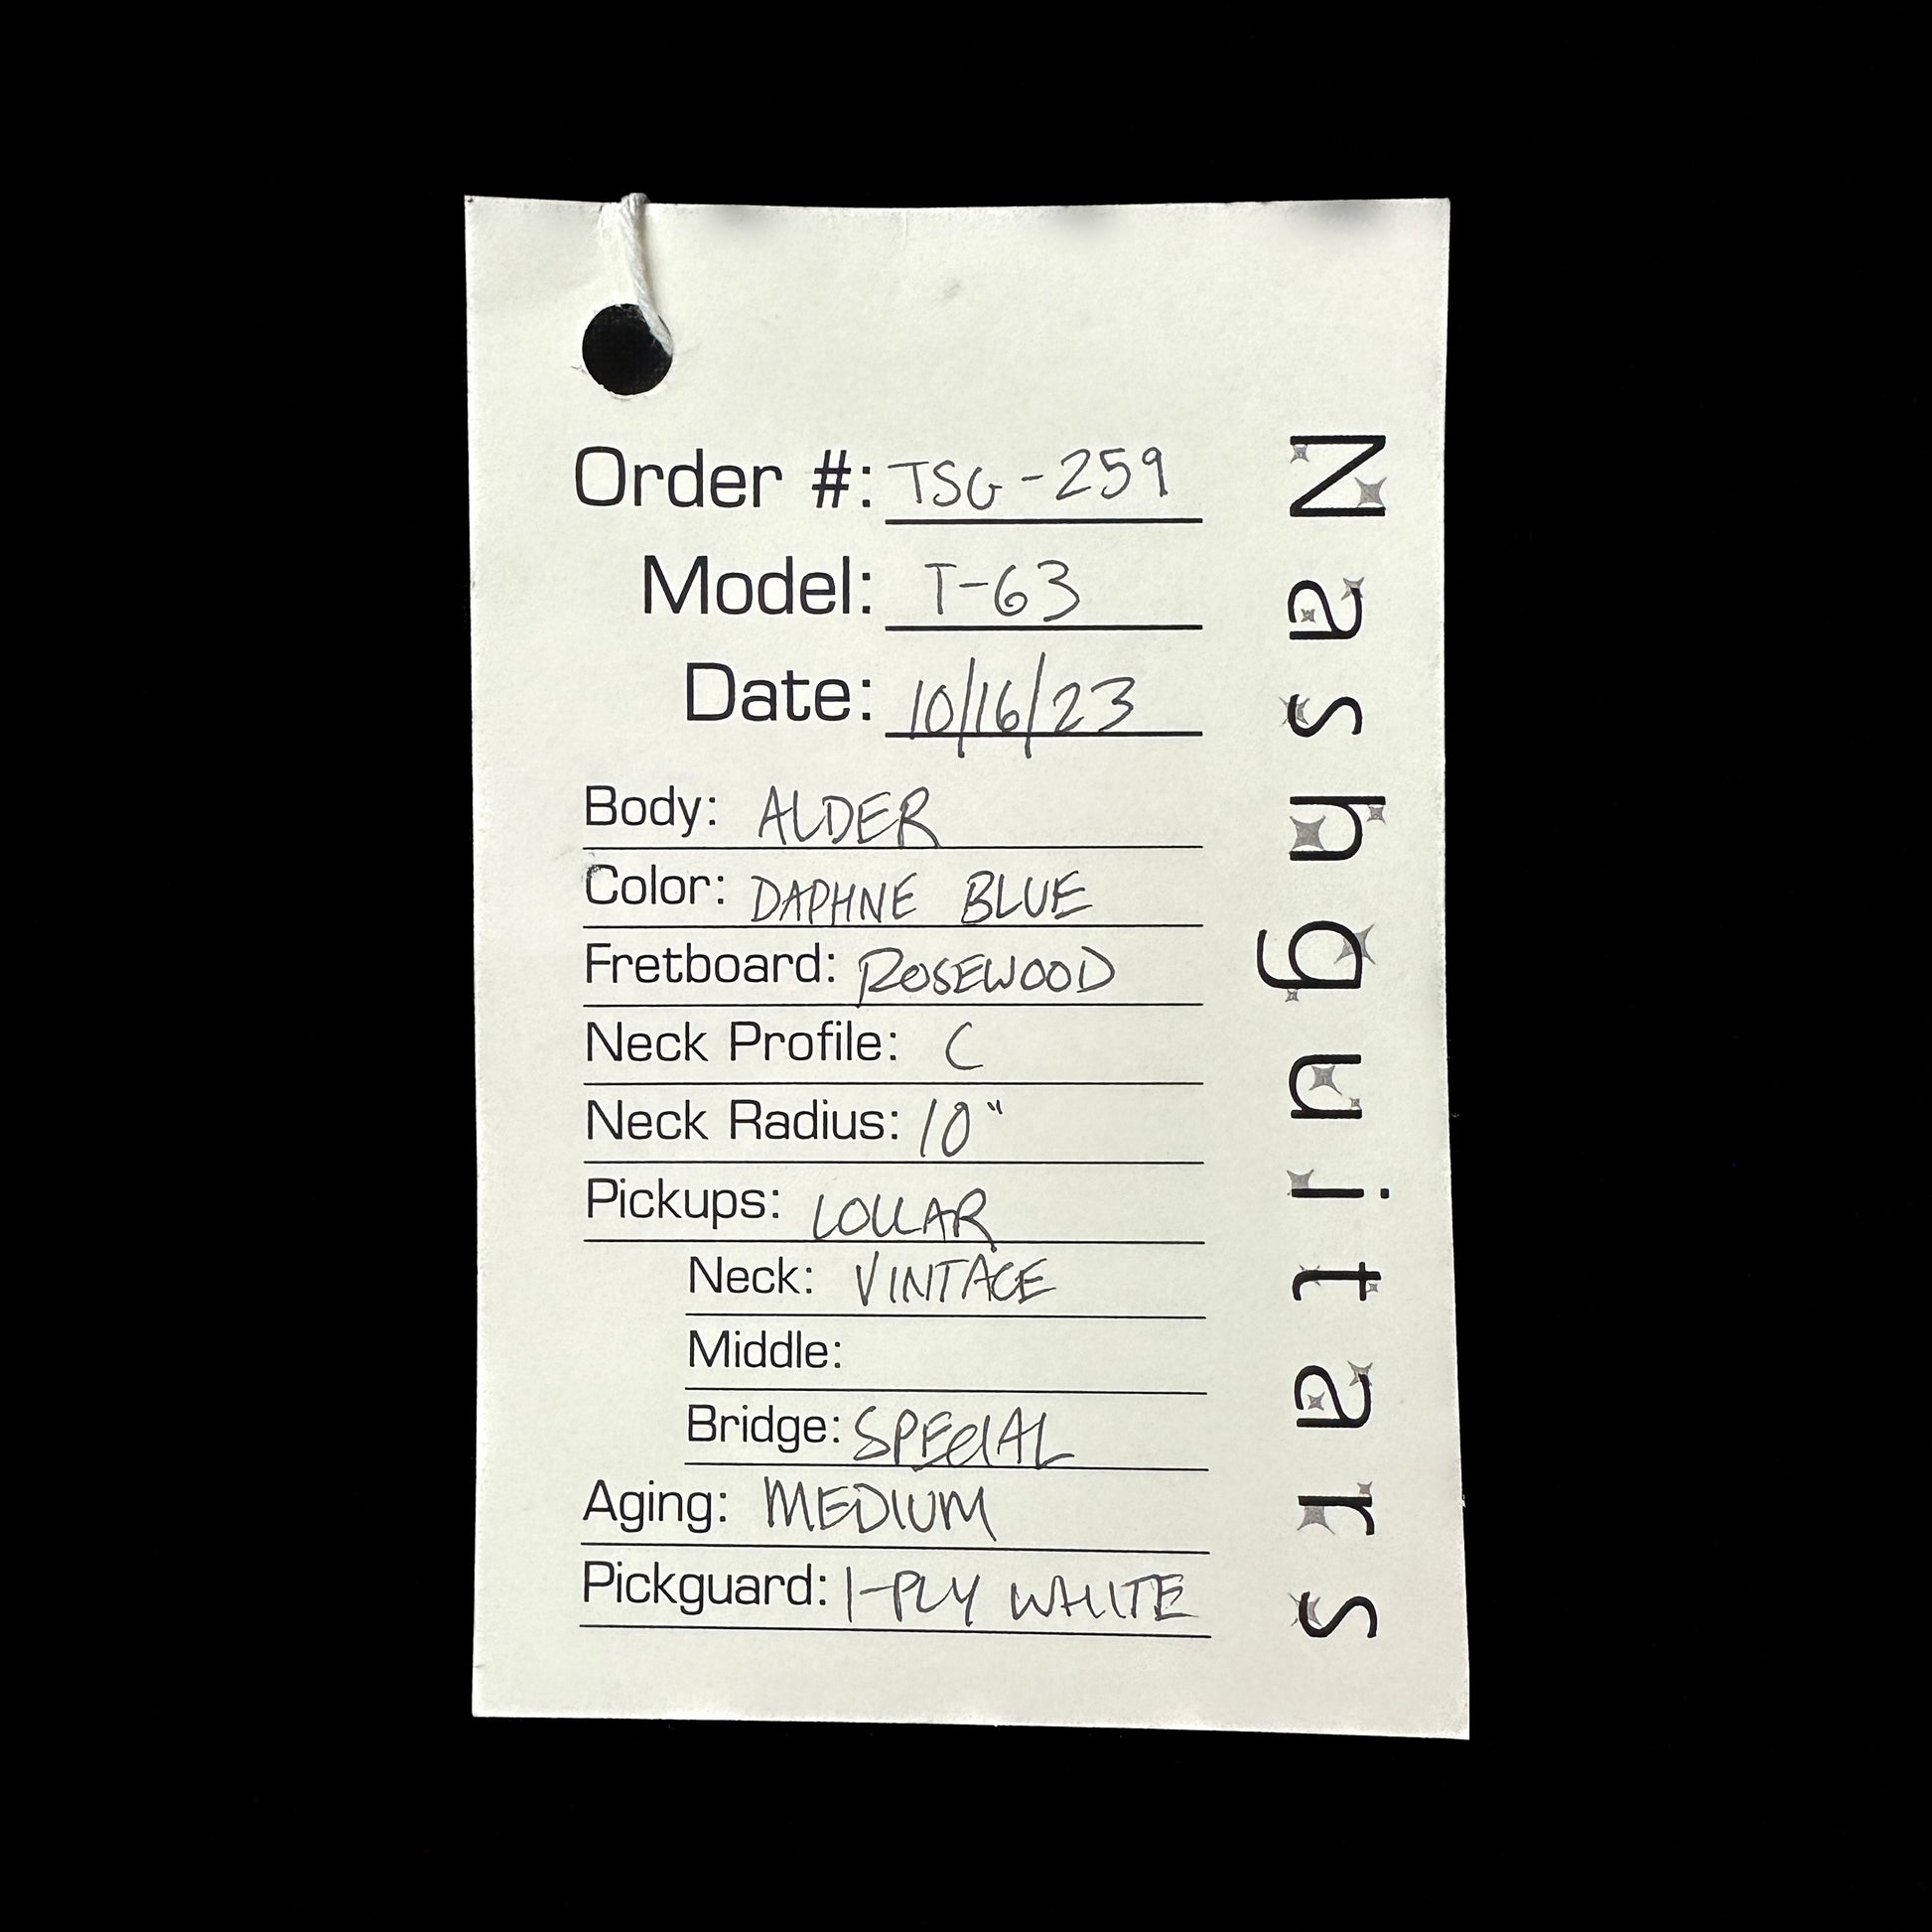 Order #: TSG-259
Model: T-63
Date: 10/16/23
Body: ALDER
Color: DAPHNE BLUE
Fretboard: ROSEWOOD
Neck Profile: C
Neck Radius: 10"
Pickups: LOLLAR
Neck: VINTAGE
Middle:
Bridge: SPECIAL
Aging: MEDIUM
Pickguard: 1-PLY WHITE
Nashguitars